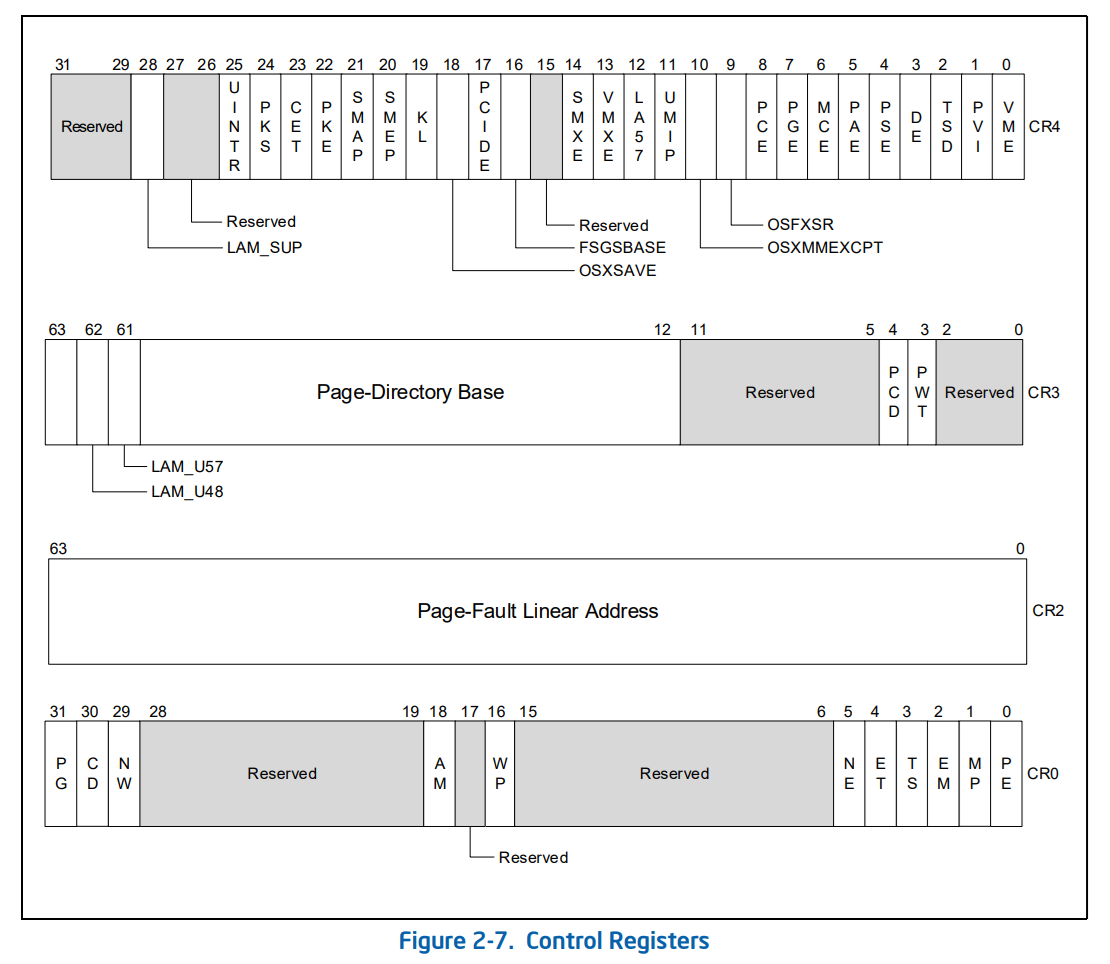 31 29 28 27 26 25 24 23 22 21 20 19 18 17 16 15 14 13 12 11 10 9 8 7 6 5 4 3 2 1 0
Reserved UINTR PKS CET PKE SMAP SMEP KL PCIDE SMXE VMXE LA57 UMIP PCE PGE MCE PAE PSE DE TSD PVI VME CR4
Reserved Reserved OSFXSR
LAM_SUP FSGSBASE OSXMMEXCPT
OSXSAVE
63 62 61 12 11 5 4 3 2 0
Page-Directory Base Reserved PCD PWT Reserved CR3
LAM_U57
LAM_U48
63 0
Page-Fault Linear Address CR2
31 30 29 28 19 18 17 16 15 6 5 4 3 2 1 0
PG CD NW Reserved AM WP Reserved NE ET TS EM MP PE CR0
Reserved
Figure 2-7. Control Registers